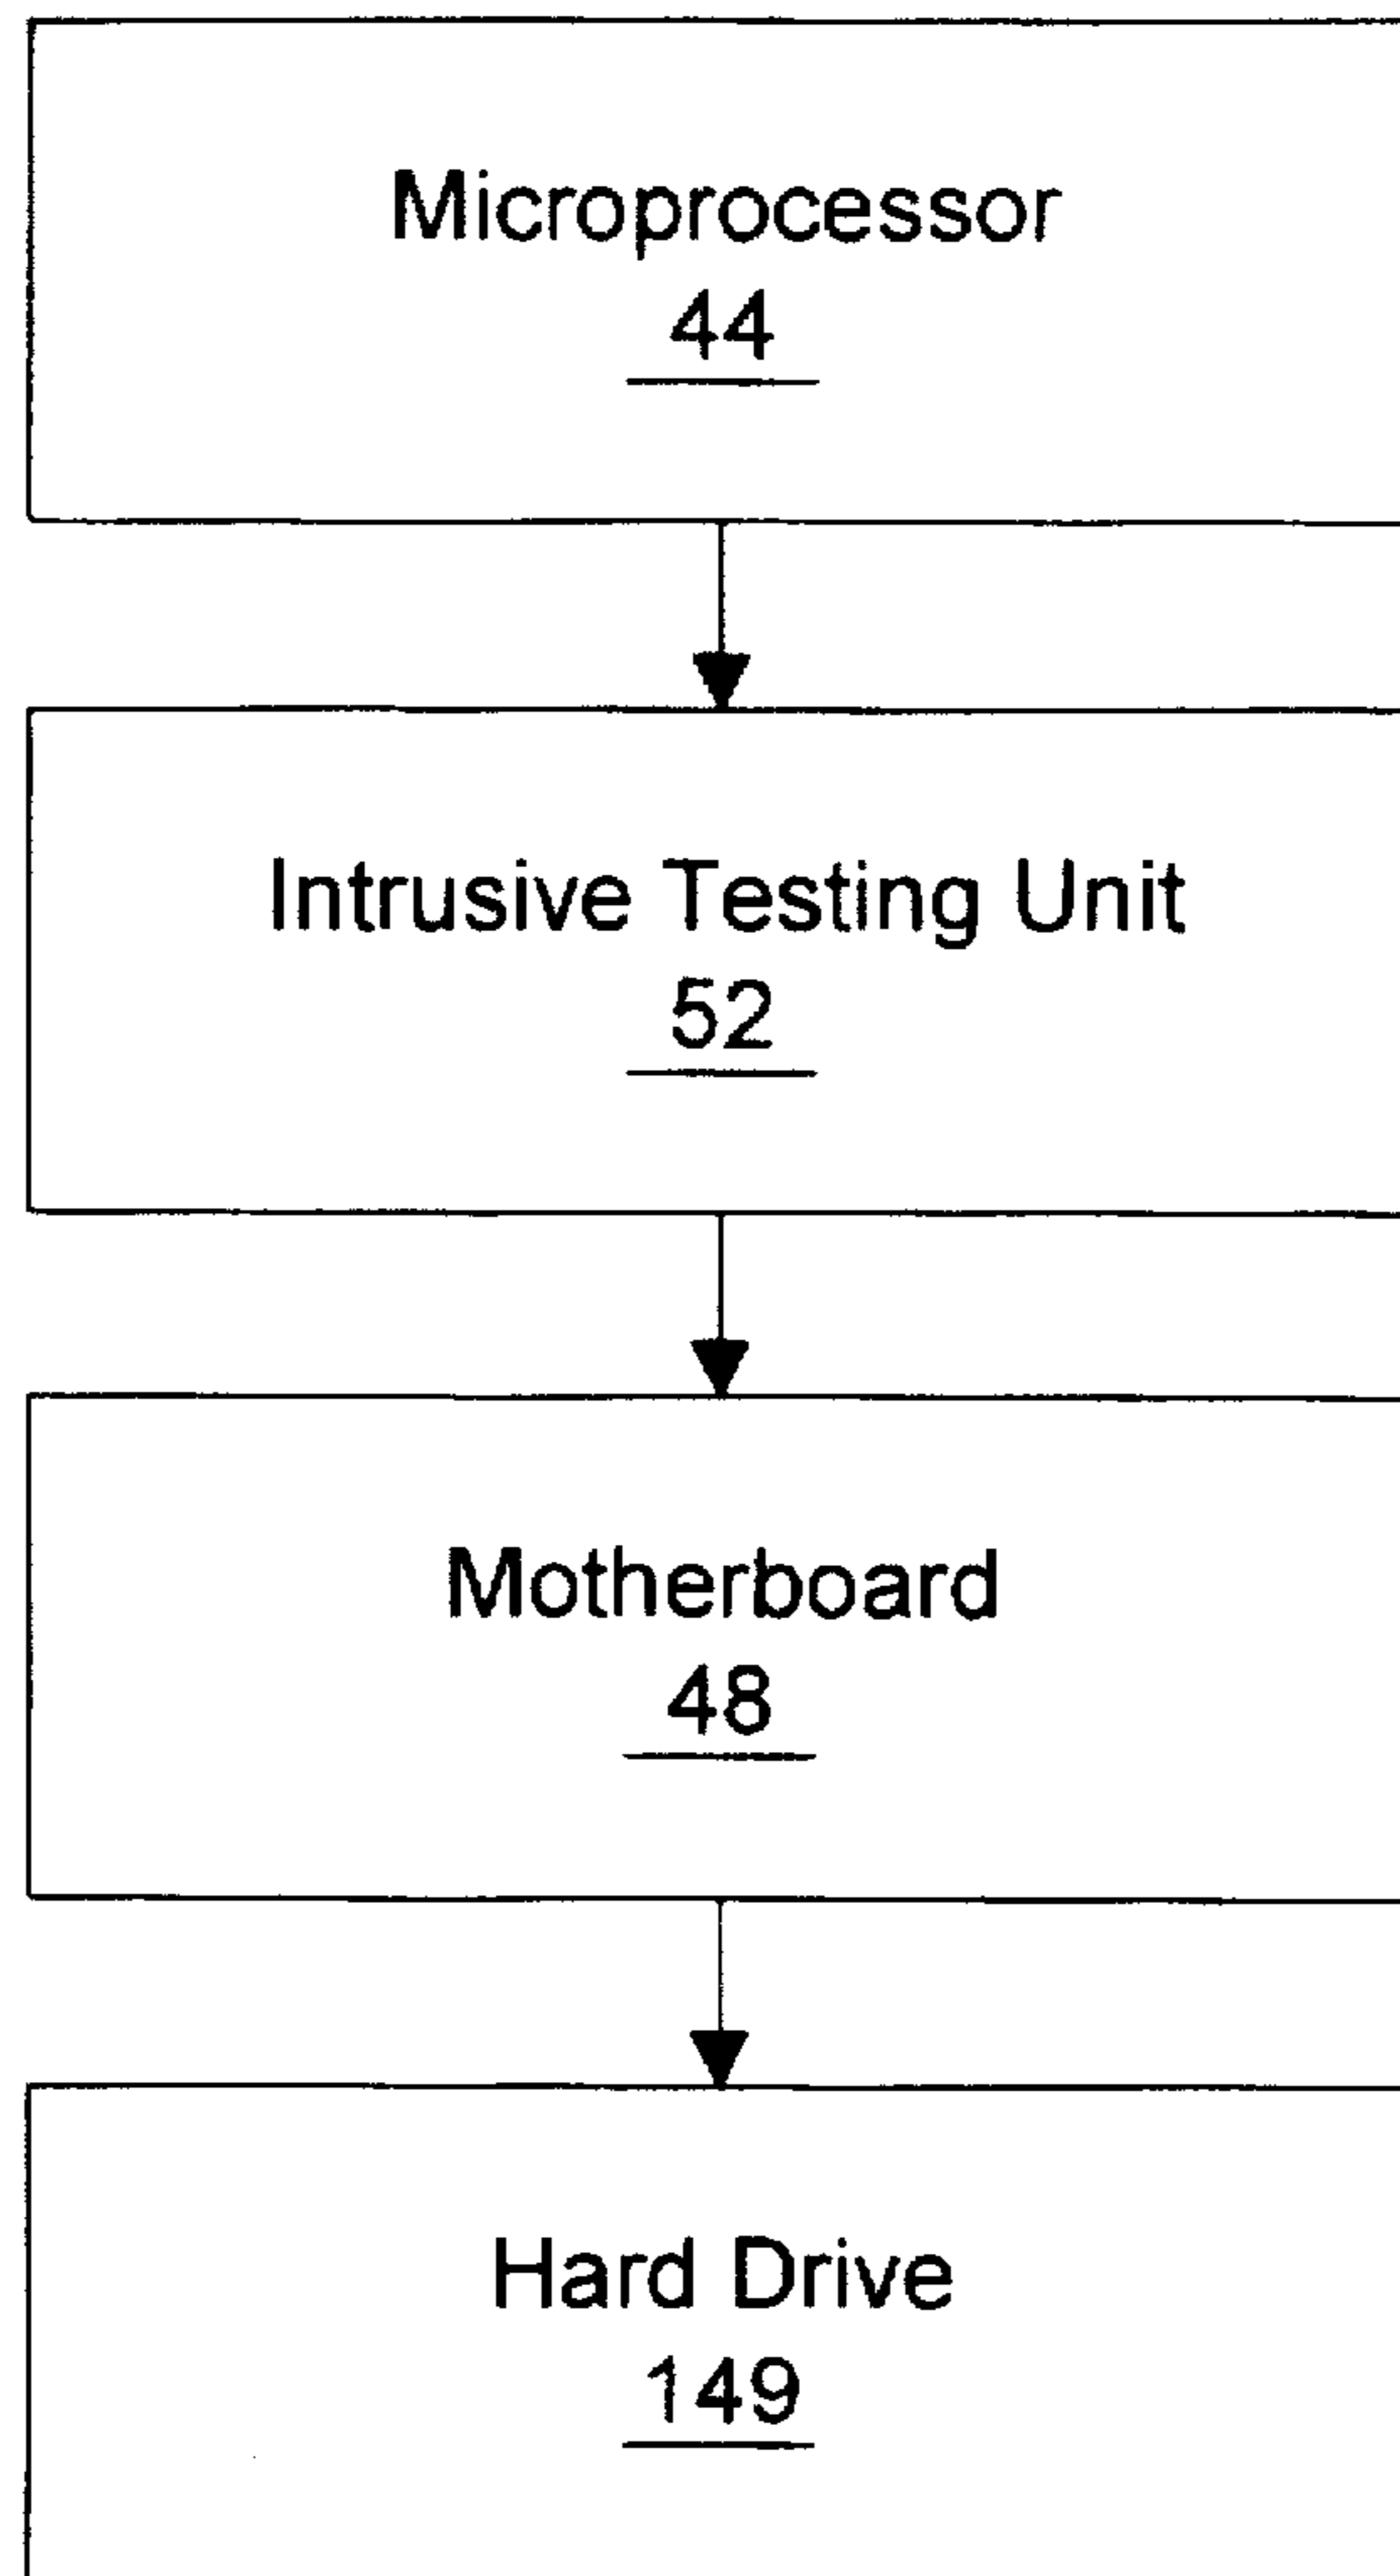 Microprocessor
44
Intrusive Testing Unit
52
Motherboard
48
Hard Drive
149